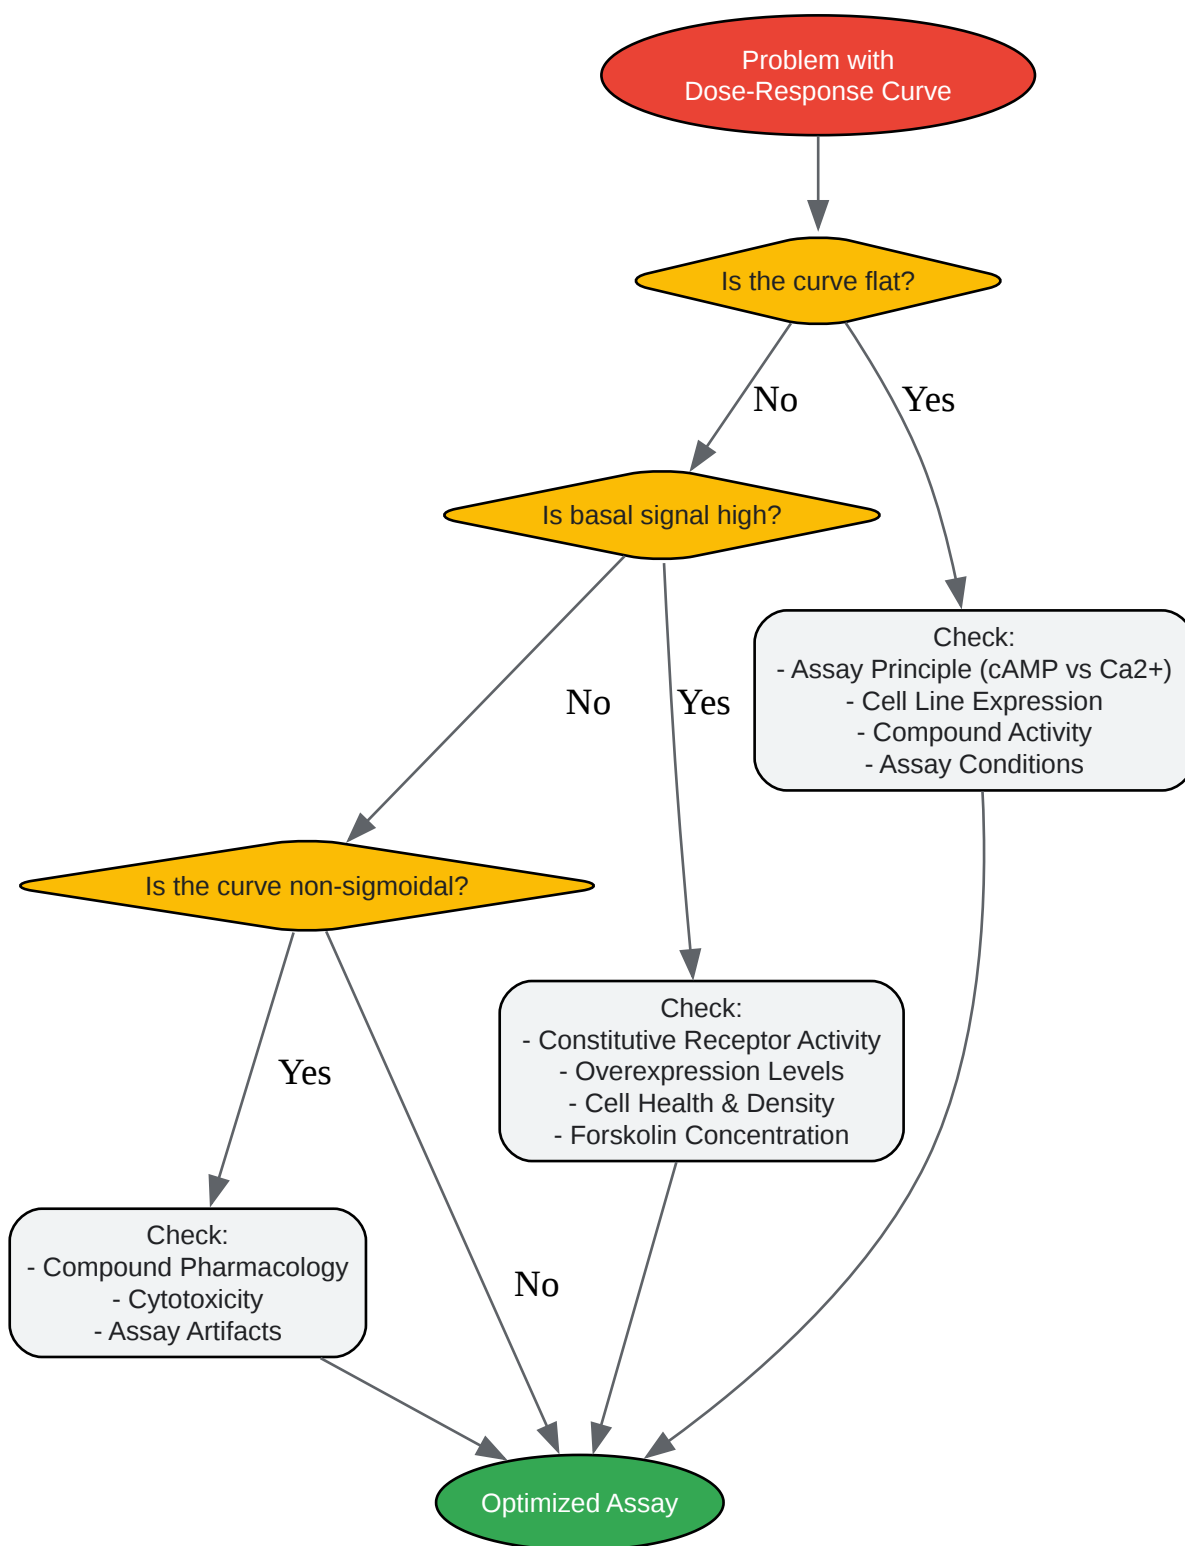 Problem with
Dose-Response Curve
Is the curve flat?
No
Yes
Is basal signal high?
Check:
- Assay Principle (cAMP vs Ca2+)
- Cell Line Expression
- Compound Activity
- Assay Conditions
No
Yes
Is the curve non-sigmoidal?
Check:
- Constitutive Receptor Activity
- Overexpression Levels
- Cell Health & Density
- Forskolin Concentration
Yes
No
Check:
- Compound Pharmacology
- Cytotoxicity
- Assay Artifacts
Optimized Assay